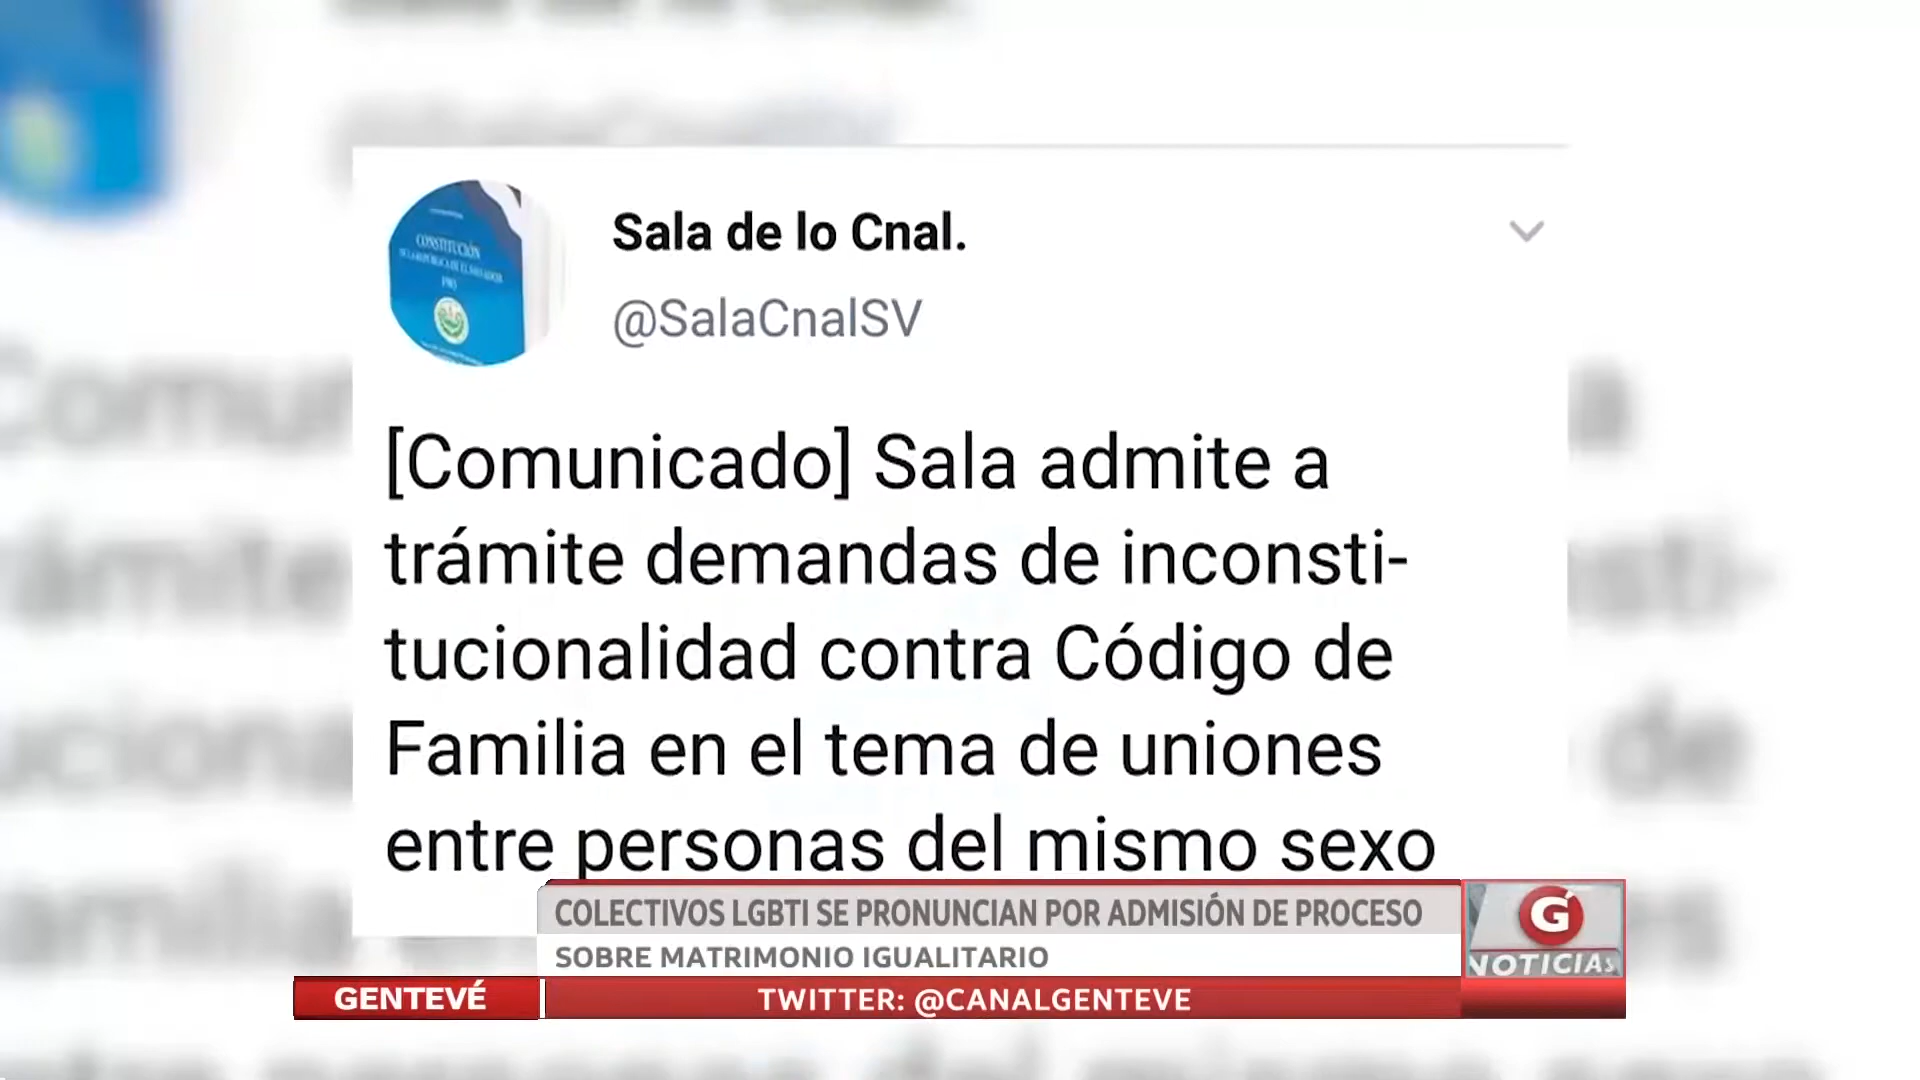 CONSTITUCIÓN
Sala de lo Cnal.
@SalaCnalSV
[Comunicado] Sala admite a
trámite demandas de inconsti-
tucionalidad contra Código de
Familia en el tema de uniones
entre personas del mismo sexo
COLECTIVOS LGBTI SE PRONUNCIAN POR ADMISIÓN DE PROCESO
SOBRE MATRIMONIO IGUALITARIO
G
NOTICIAS
GENTEVÉ
TWITTER: @CANALGENTEVE